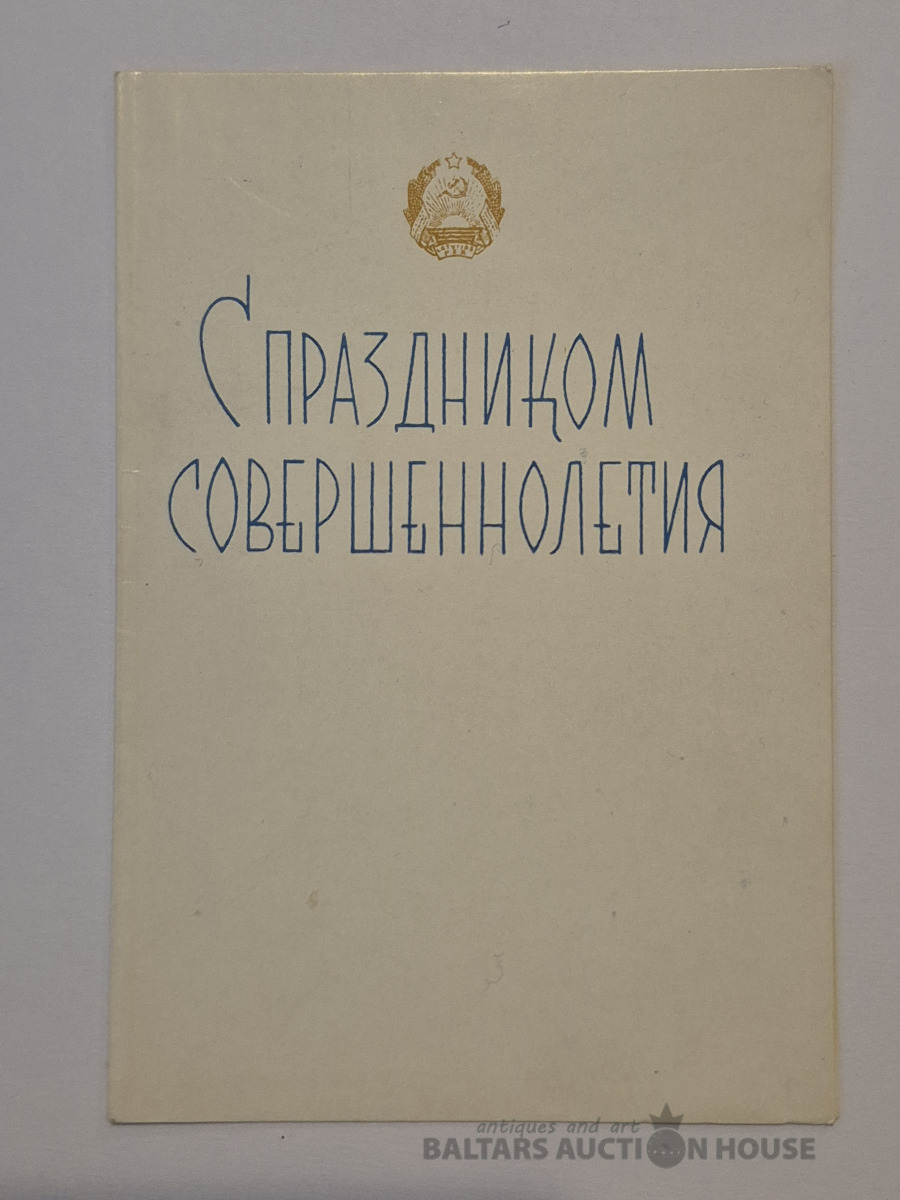 С ПРАЗДНИКОМ
СОВЕРШЕННОЛЕТИЯ
antiques and art
BALTARS AUCTION HOUSE